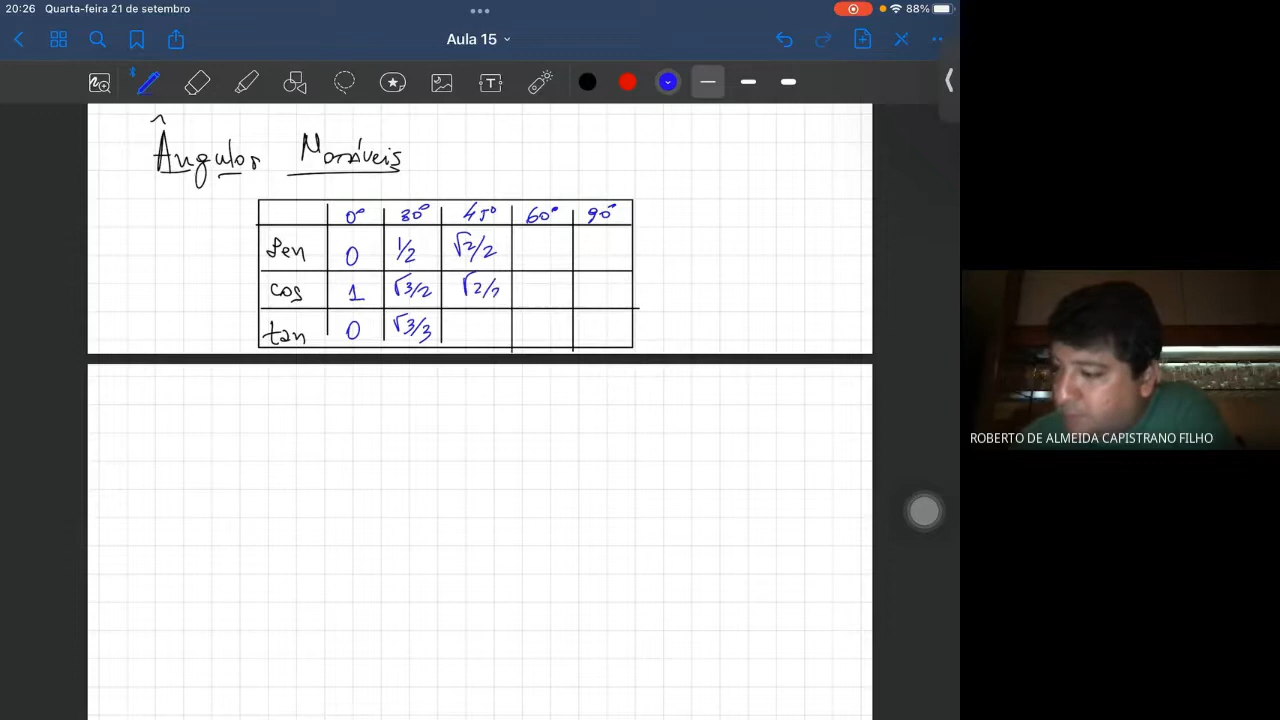 20:26 Quarta-feira 21 de setembro 88%
Aula 15
Ângulos Notáveis
0° 30° 45° 60° 90°
sen 0 1/2 √2/2
cos 1 √3/2 √2/2
tan 0 √3/3
ROBERTO DE ALMEIDA CAPISTRANO FILHO